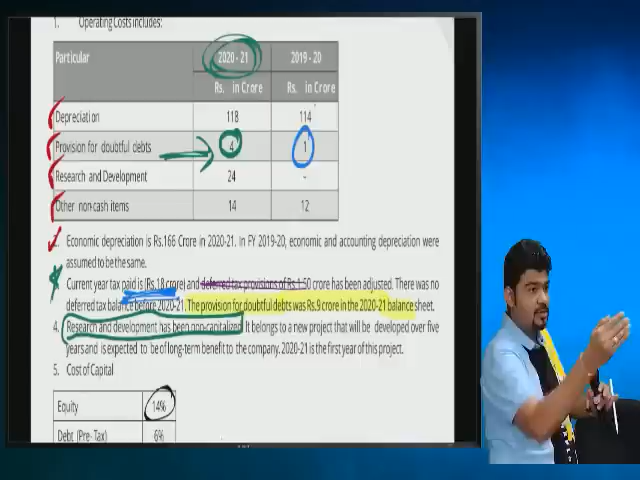 1. Operating Costs includes:
Particular 2020 - 21 2019 - 20
Rs. in Crore Rs. in Crore
Depreciation 118 114
Provision for doubtful debts 4 1
Research and Development 24 -
Other non-cash items 14 12
Economic depreciation is Rs.166 Crore in 2020-21. In FY 2019-20, economic and accounting depreciation were
assumed to be the same.
Current year tax paid is (Rs.18 crore) and deferred tax provisions of Rs.1.50 crore has been adjusted. There was no
deferred tax balance before 2020-21. The provision for doubtful debts was Rs.9 crore in the 2020-21 balance sheet.
4. Research and development has been non-capitalized. It belongs to a new project that will be developed over five
years and is expected to be of long-term benefit to the company. 2020-21 is the first year of this project.
5. Cost of Capital
Equity 14%
Debt (Pre- Tax) 6%